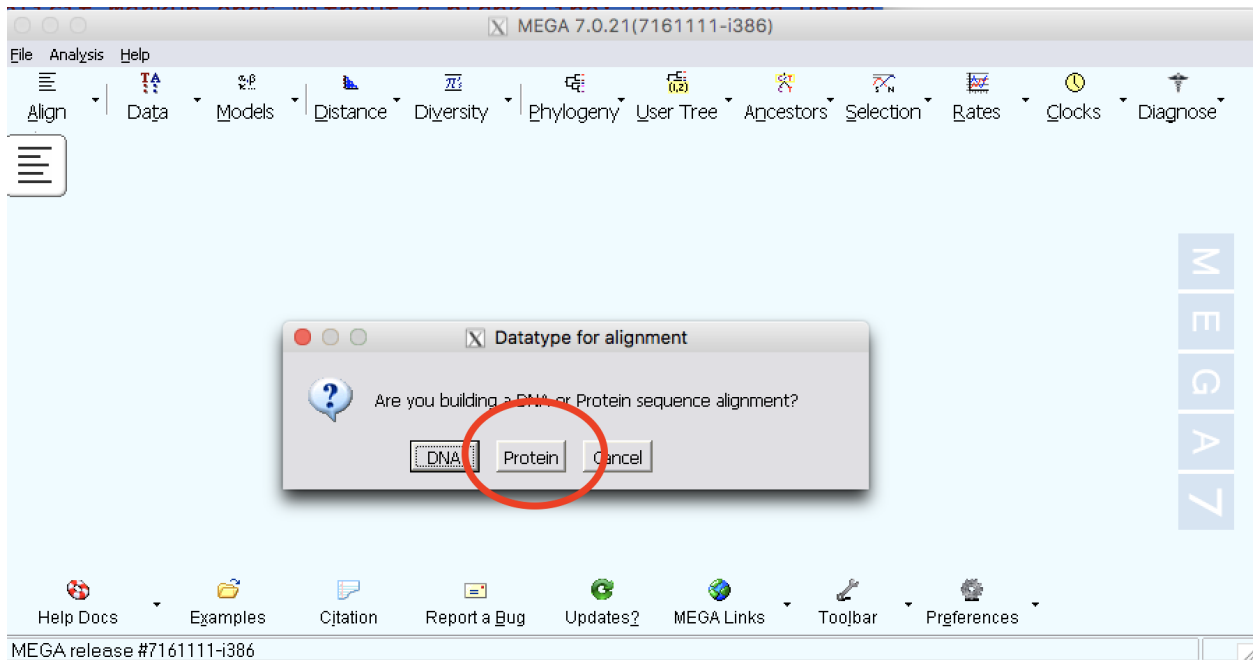 MEGA 7.0.21(7161111-i386)
File Analysis Help
Align Data Models Distance Diversity Phylogeny User Tree Ancestors Selection Rates Clocks Diagnose
MEGA7
Datatype for alignment
Are you building a DNA or Protein sequence alignment?
DNA Protein Cancel
Help Docs Examples Citation Report a Bug Updates? MEGA Links Toolbar Preferences
MEGA release #7161111-i386